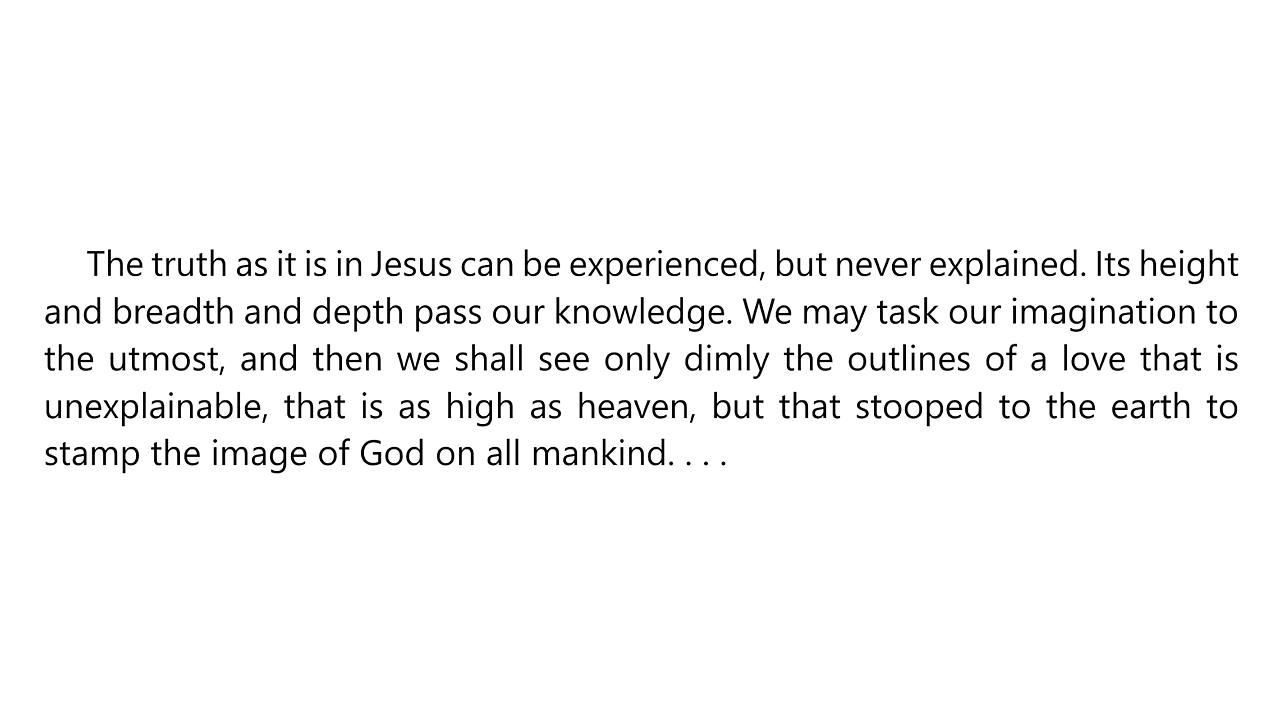 The truth as it is in Jesus can be experienced, but never explained. Its height
and breadth and depth pass our knowledge. We may task our imagination to
the utmost, and then we shall see only dimly the outlines of a love that is
unexplainable, that is as high as heaven, but that stooped to the earth to
stamp the image of God on all mankind. . . .